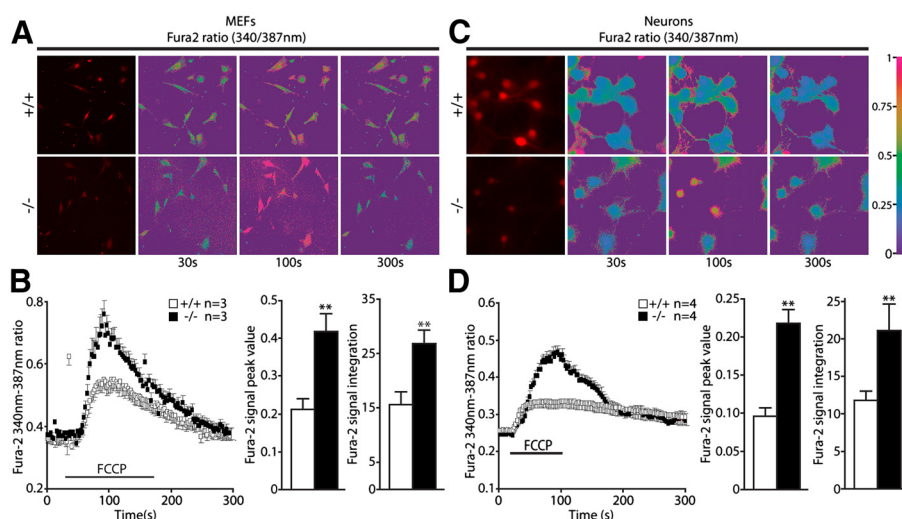 A
MEFs
Fura2 ratio (340/387nm)
+/+
-/-
30s
100s
300s
C
Neurons
Fura2 ratio (340/387nm)
+/+
-/-
30s
100s
300s
1
0.75
0.5
0.25
0
B
Fura-2 340nm-387nm ratio
0.8
0.6
0.4
0.2
+/+ n=3
-/- n=3
FCCP
0
100
200
300
Time(s)
Fura-2 signal peak value
0.5
0.4
0.3
0.2
0.1
0
**
Fura-2 signal integration
35
25
15
5
0
**
D
Fura-2 340nm-387nm ratio
0.6
0.5
0.4
0.3
0.2
0.1
+/+ n=4
-/- n=4
FCCP
0
100
200
300
Time (s)
Fura-2 signal peak value
0.25
0.20
0.15
0.10
0.05
0
**
Fura-2 signal integration
25
20
15
10
5
0
**